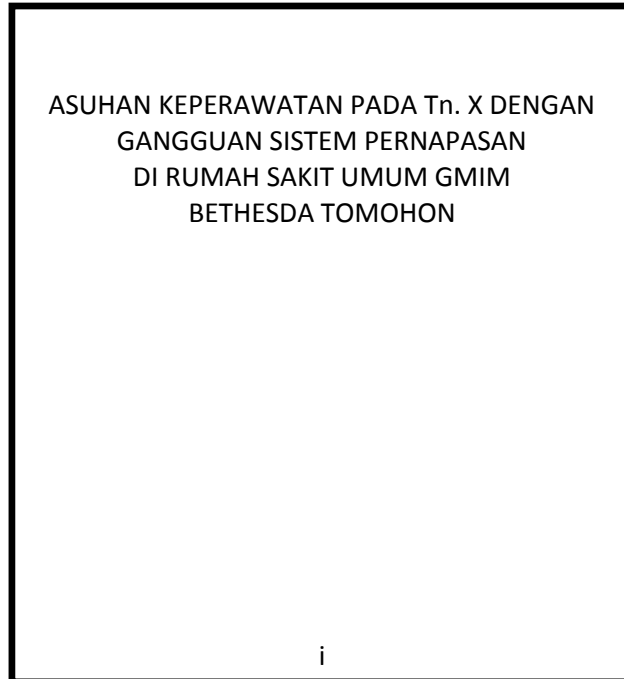 ASUHAN KEPERAWATAN PADA Tn. X DENGAN
GANGGUAN SISTEM PERNAPASAN
DI RUMAH SAKIT UMUM GMIM
BETHESDA TOMOHON
i